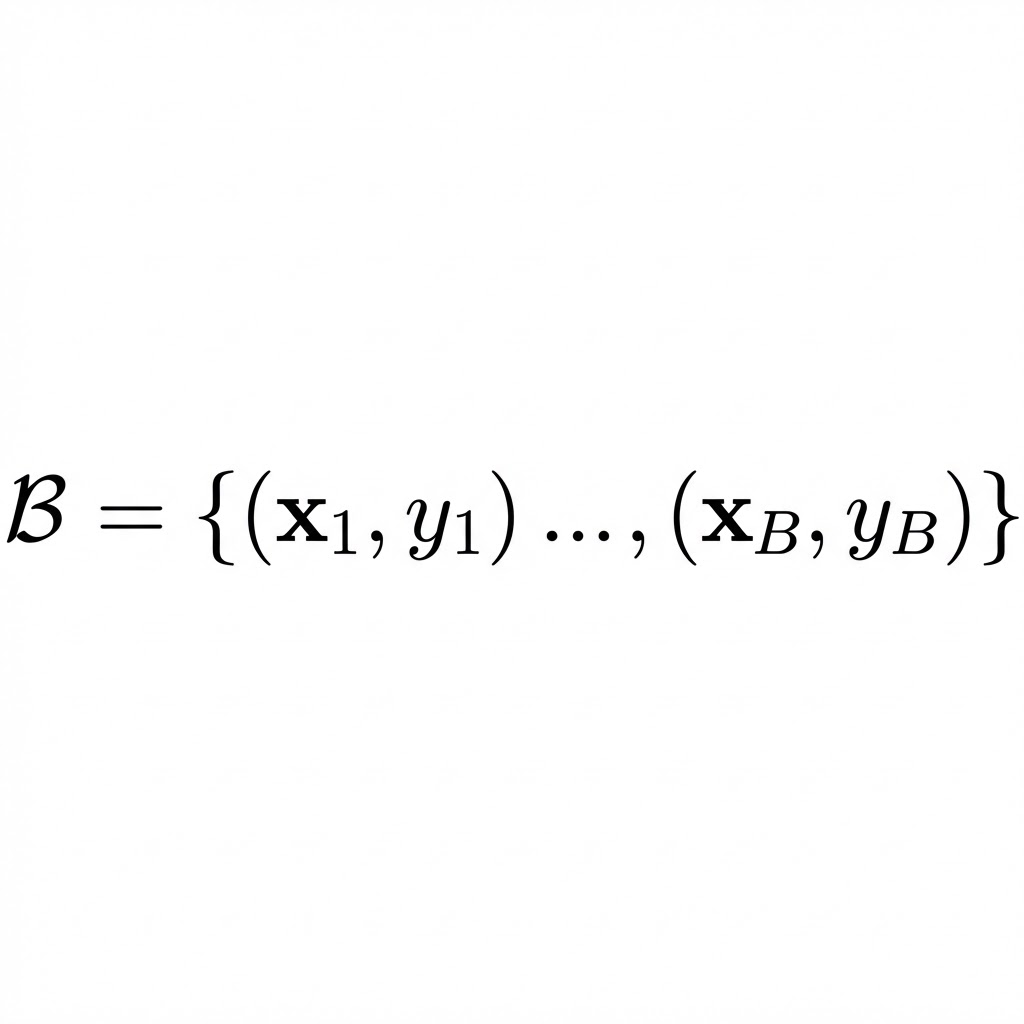 𝓑 = {(𝐱₁, y₁) ..., (𝐱_B, y_B)}